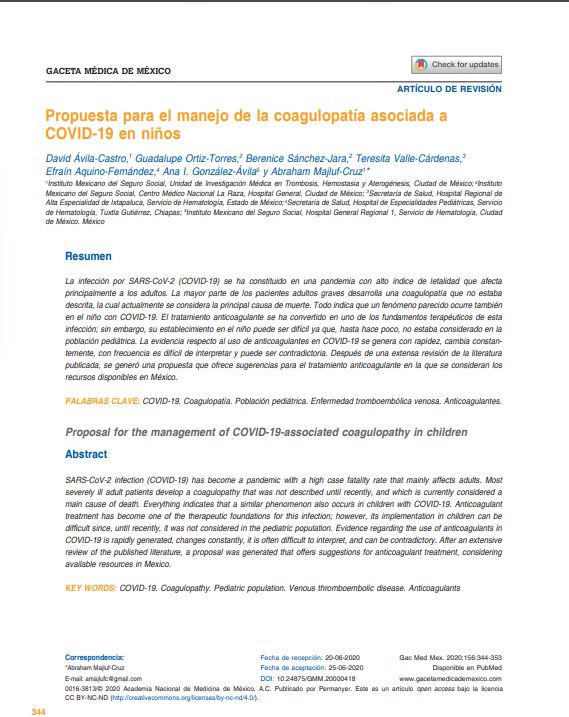 GACETA MÉDICA DE MÉXICO
Check for updates
ARTÍCULO DE REVISIÓN
Propuesta para el manejo de la coagulopatía asociada a
COVID-19 en niños
David Ávila-Castro,1 Guadalupe Ortiz-Torres,2 Berenice Sánchez-Jara,2 Teresita Valle-Cárdenas,3
Efraín Aquino-Fernández,4 Ana I. González-Ávila5 y Abraham Majluf-Cruz1*
1Instituto Mexicano del Seguro Social, Unidad de Investigación Médica en Trombosis, Hemostasia y Aterogénesis, Ciudad de México; 2Instituto
Mexicano del Seguro Social, Centro Médico Nacional La Raza, Hospital General, Ciudad de México; 3Secretaría de Salud, Hospital Regional de
Alta Especialidad de Ixtapaluca, Servicio de Hematología, Estado de México; 4Secretaría de Salud, Hospital de Especialidades Pediátricas, Servicio
de Hematología, Tuxtla Gutiérrez, Chiapas; 5Instituto Mexicano del Seguro Social, Hospital General Regional 1, Servicio de Hematología, Ciudad
de México. México
Resumen
La infección por SARS-CoV-2 (COVID-19) se ha constituido en una pandemia con alto índice de letalidad que afecta
principalmente a los adultos. La mayor parte de los pacientes adultos graves desarrolla una coagulopatía que no estaba
descrita, la cual actualmente se considera la principal causa de muerte. Todo indica que un fenómeno parecido ocurre también
en el niño con COVID-19. El tratamiento anticoagulante se ha convertido en uno de los fundamentos terapéuticos de esta
infección; sin embargo, su establecimiento en el niño puede ser difícil ya que, hasta hace poco, no estaba considerado en la
población pediátrica. La evidencia respecto al uso de anticoagulantes en COVID-19 se genera con rapidez, cambia constan-
temente, con frecuencia es difícil de interpretar y puede ser contradictoria. Después de una extensa revisión de la literatura
publicada, se generó una propuesta que ofrece sugerencias para el tratamiento anticoagulante en la que se consideran los
recursos disponibles en México.
PALABRAS CLAVE: COVID-19. Coagulopatía. Población pediátrica. Enfermedad tromboembólica venosa. Anticoagulantes.
Proposal for the management of COVID-19-associated coagulopathy in children
Abstract
SARS-CoV-2 infection (COVID-19) has become a pandemic with a high case fatality rate that mainly affects adults. Most
severely ill adult patients develop a coagulopathy that was not described until recently, and which is currently considered a
main cause of death. Everything indicates that a similar phenomenon also occurs in children with COVID-19. Anticoagulant
treatment has become one of the therapeutic foundations for this infection; however, its implementation in children can be
difficult since, until recently, it was not considered in the pediatric population. Evidence regarding the use of anticoagulants in
COVID-19 is rapidly generated, changes constantly, it is often difficult to interpret, and can be contradictory. After an extensive
review of the published literature, a proposal was generated that offers suggestions for anticoagulant treatment, considering
available resources in Mexico.
KEY WORDS: COVID-19. Coagulopathy. Pediatric population. Venous thromboembolic disease. Anticoagulants
Correspondencia:
*Abraham Majluf-Cruz
E-mail: amajlufc@gmail.com
Fecha de recepción: 20-06-2020
Fecha de aceptación: 25-06-2020
DOI: 10.24875/GMM.20000418
Gac Med Mex. 2020;156:344-353
Disponible en PubMed
www.gacetamedicademexico.com
0016-3813/© 2020 Academia Nacional de Medicina de México, A.C. Publicado por Permanyer. Este es un artículo open access bajo la licencia
CC BY-NC-ND (http://creativecommons.org/licenses/by-nc-nd/4.0/).
344